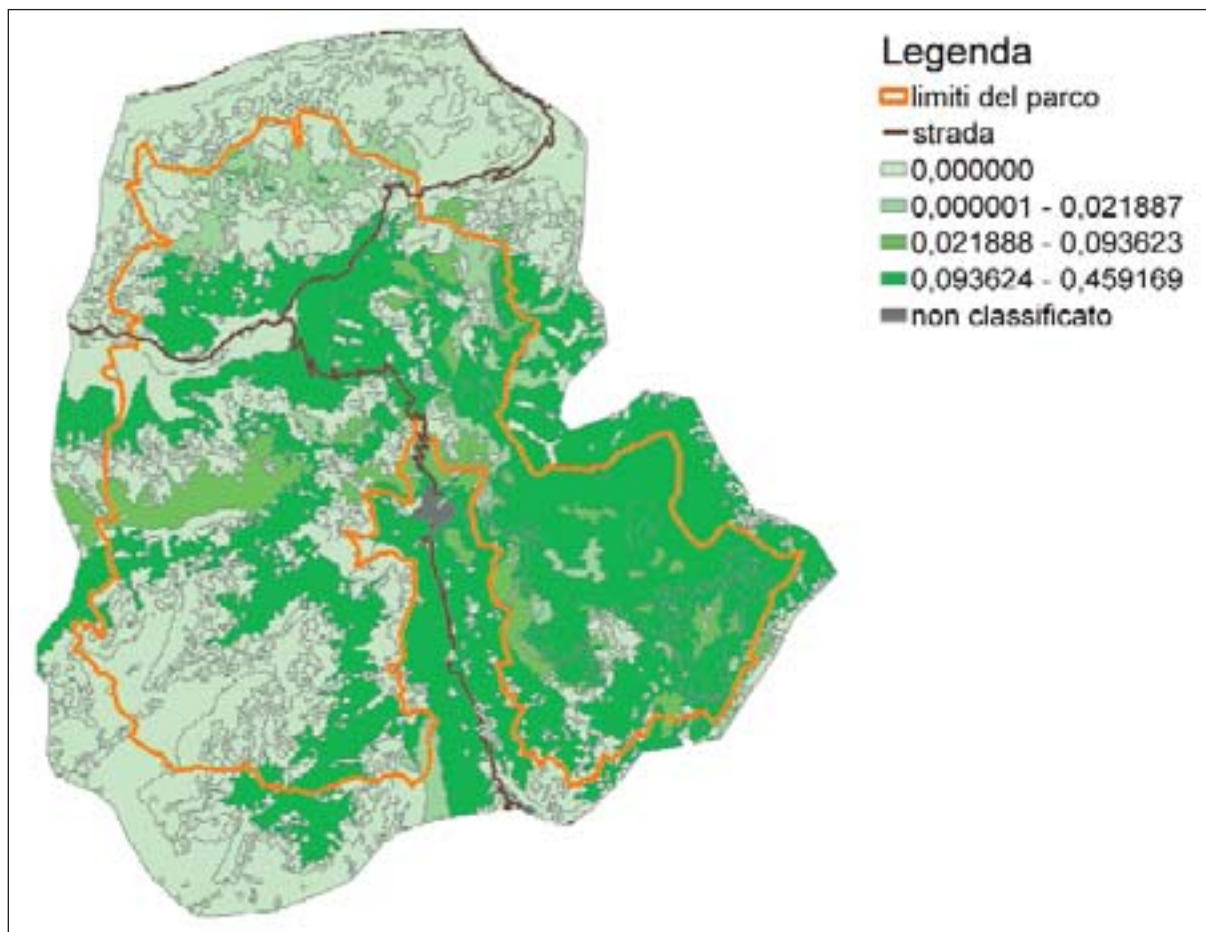 Legenda
limiti del parco
strada
0,000000
0,000001 - 0,021887
0,021888 - 0,093623
0,093624 - 0,459169
non classificato